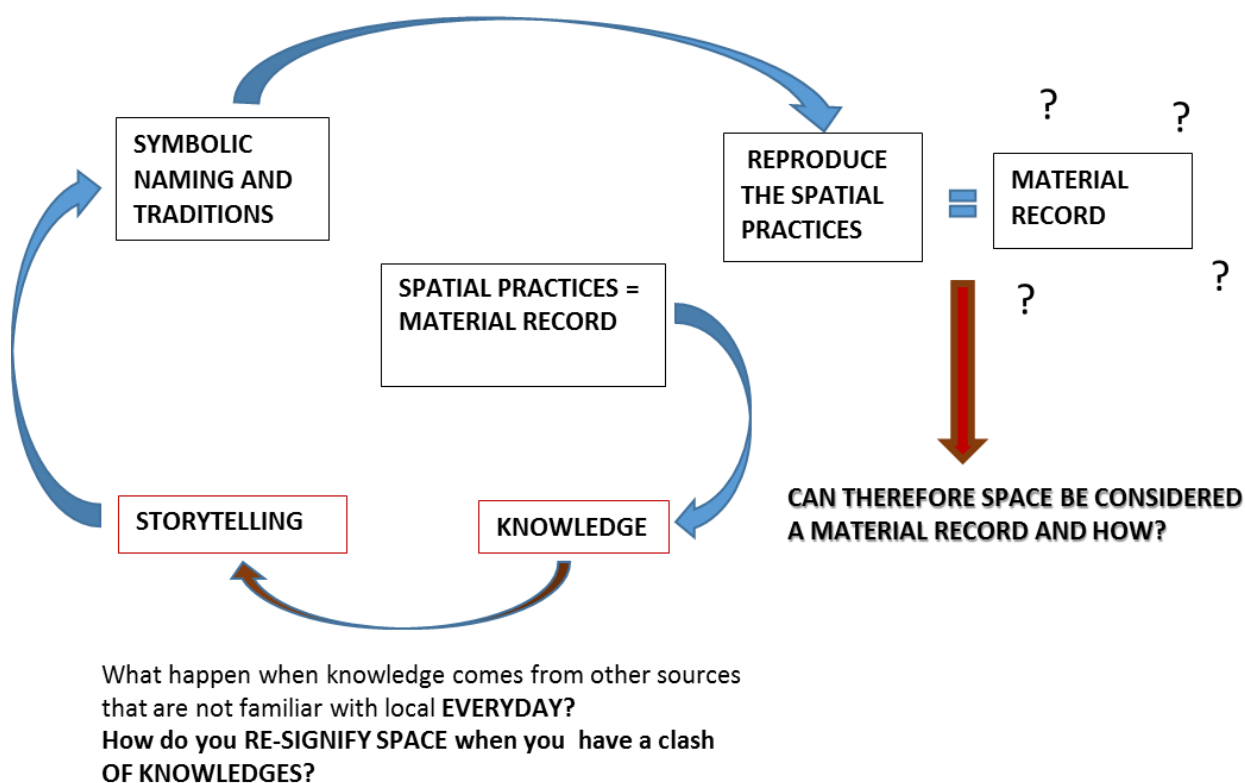 SYMBOLIC
NAMING AND
TRADITIONS
REPRODUCE
THE SPATIAL
PRACTICES
=
MATERIAL
RECORD
?
?
?
?
SPATIAL PRACTICES =
MATERIAL RECORD
STORYTELLING
KNOWLEDGE
CAN THEREFORE SPACE BE CONSIDERED
A MATERIAL RECORD AND HOW?
What happen when knowledge comes from other sources
that are not familiar with local EVERYDAY?
How do you RE-SIGNIFY SPACE when you have a clash
OF KNOWLEDGES?